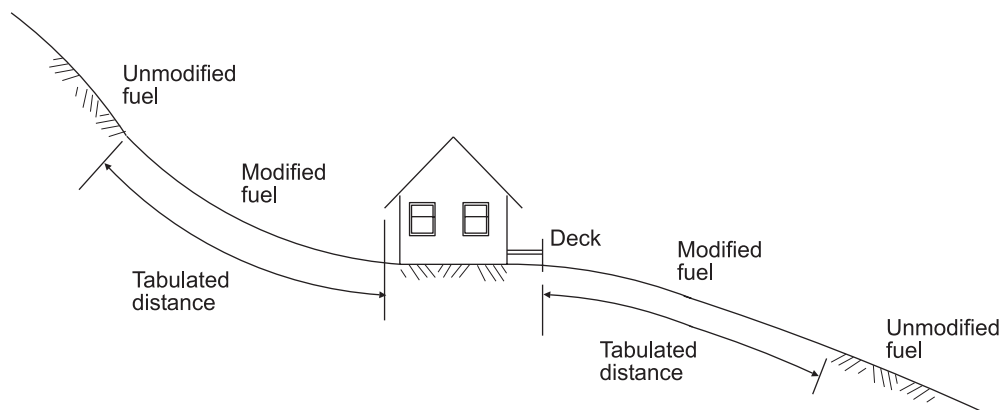 Unmodified
fuel
Modified
fuel
Deck
Modified
fuel
Tabulated
distance
Unmodified
fuel
Tabulated
distance